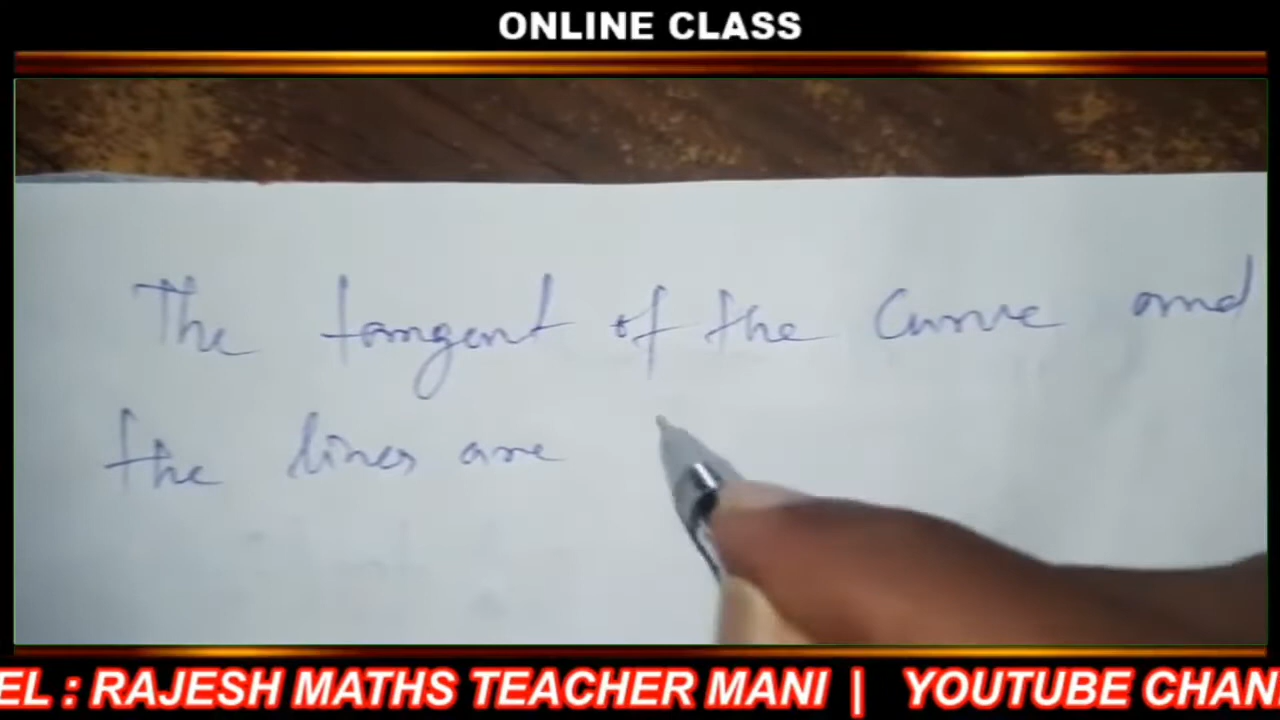 ONLINE CLASS
The tangent of the Curve and
the lines are
EL : RAJESH MATHS TEACHER MANI | YOUTUBE CHAN